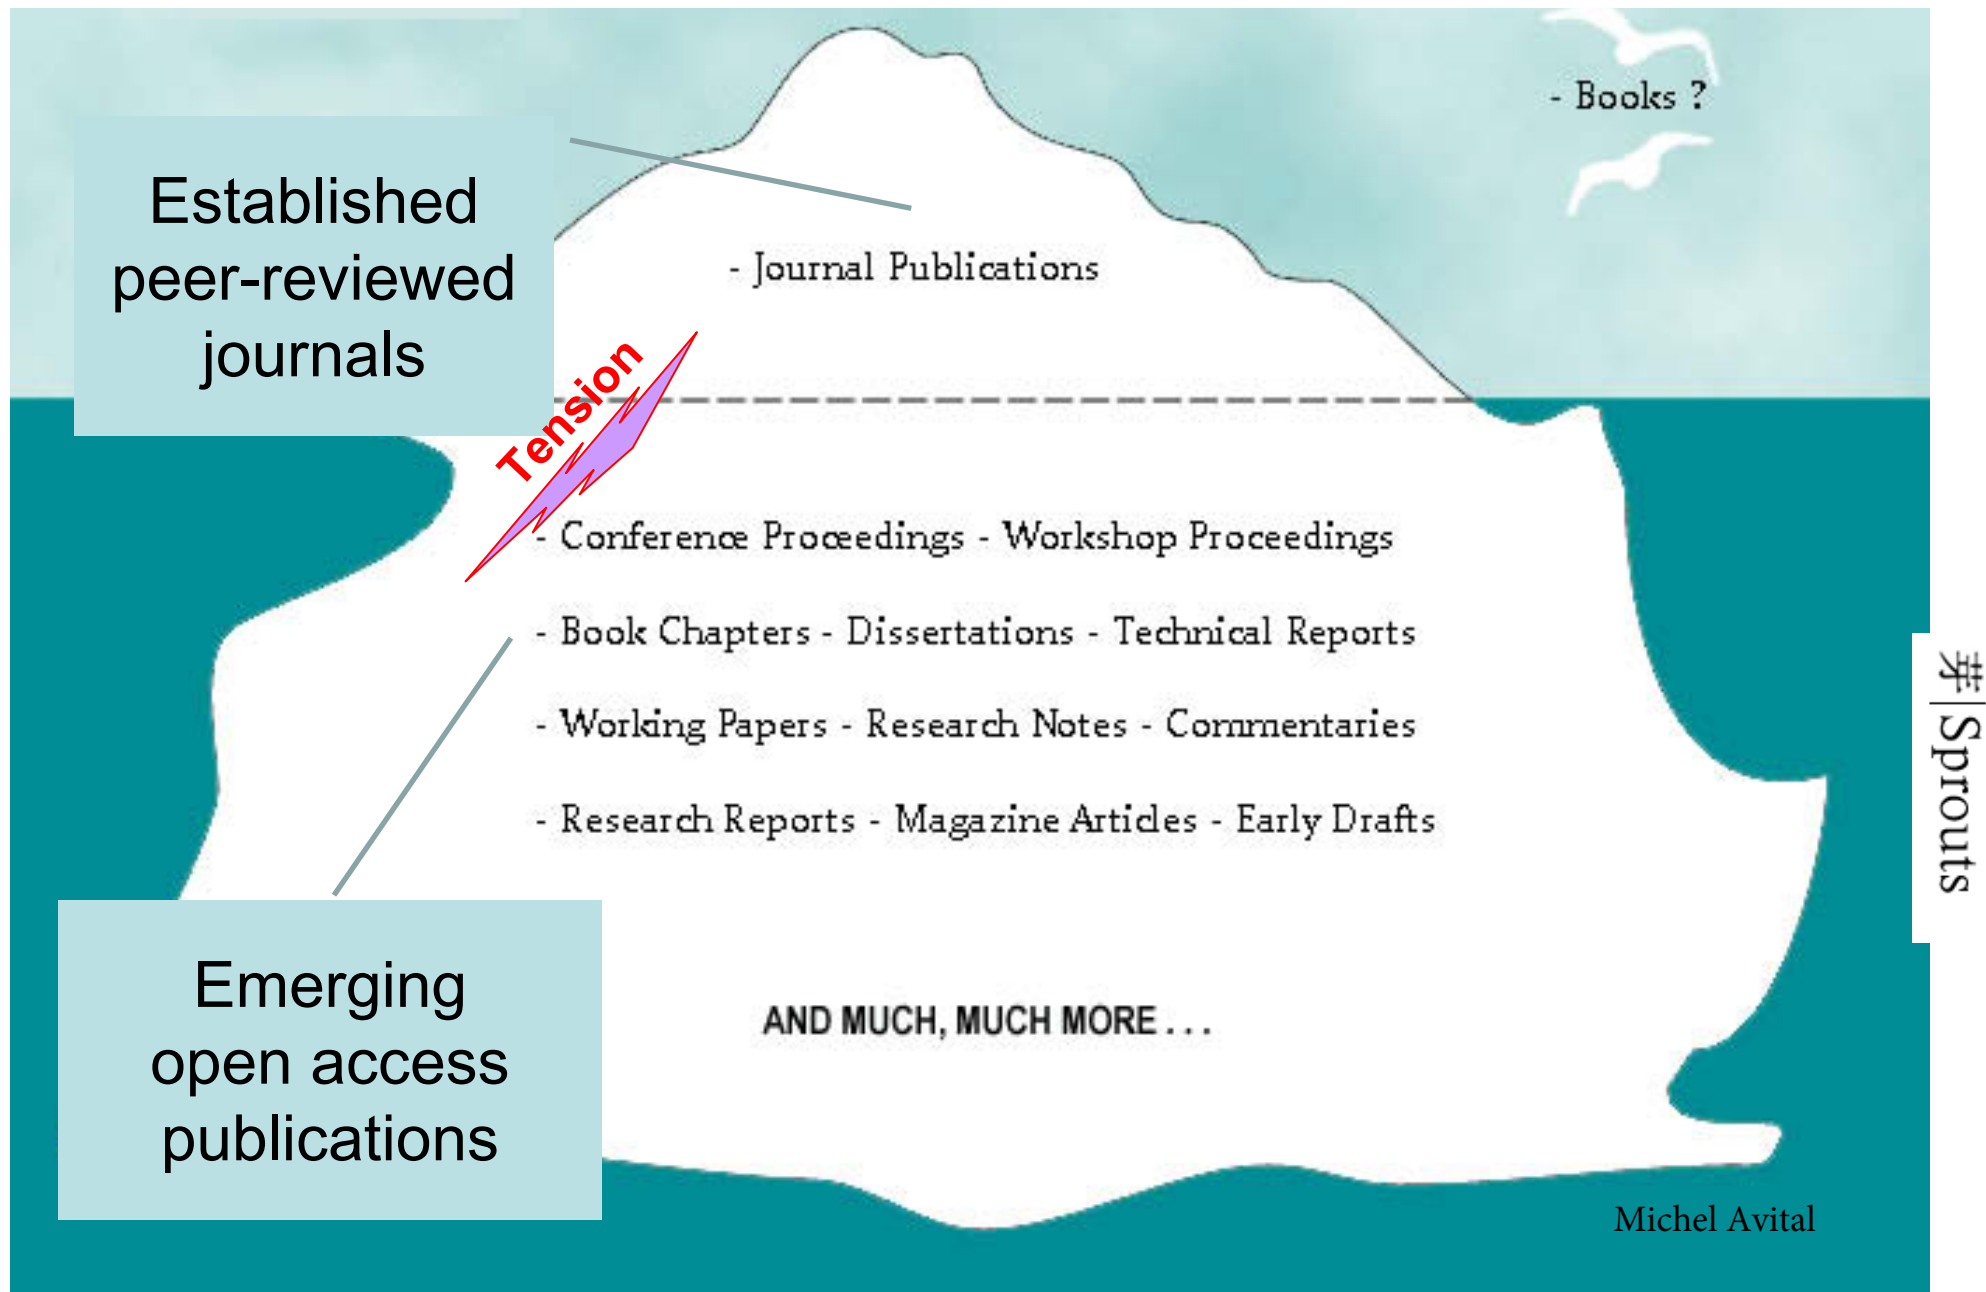 - Books ?
Established
peer-reviewed
journals
- Journal Publications
Tension
- Conference Proceedings - Workshop Proceedings
- Book Chapters - Dissertations - Technical Reports
- Working Papers - Research Notes - Commentaries
- Research Reports - Magazine Articles - Early Drafts
Emerging
open access
publications
AND MUCH, MUCH MORE . . .
Michel Avital
芽|Sprouts